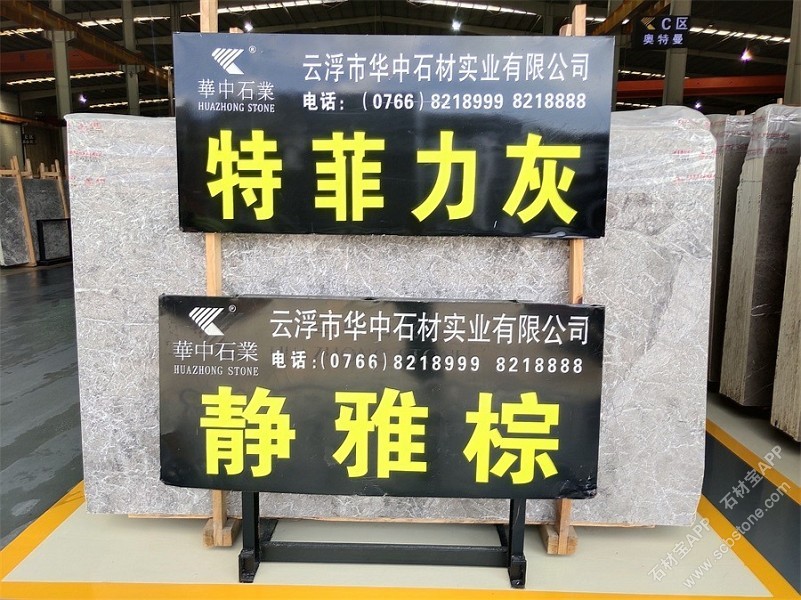 C区
奥特曼
華中石業
HUAZHONG STONE
云浮市华中石材实业有限公司
电话：(0766) 8218999 8218888
特菲力灰
華中石業
HUAZHONG STONE
云浮市华中石材实业有限公司
电话:(0766) 8218999 8218888
静雅棕
石材宝APP 石材宝APP
www.scbstone.com